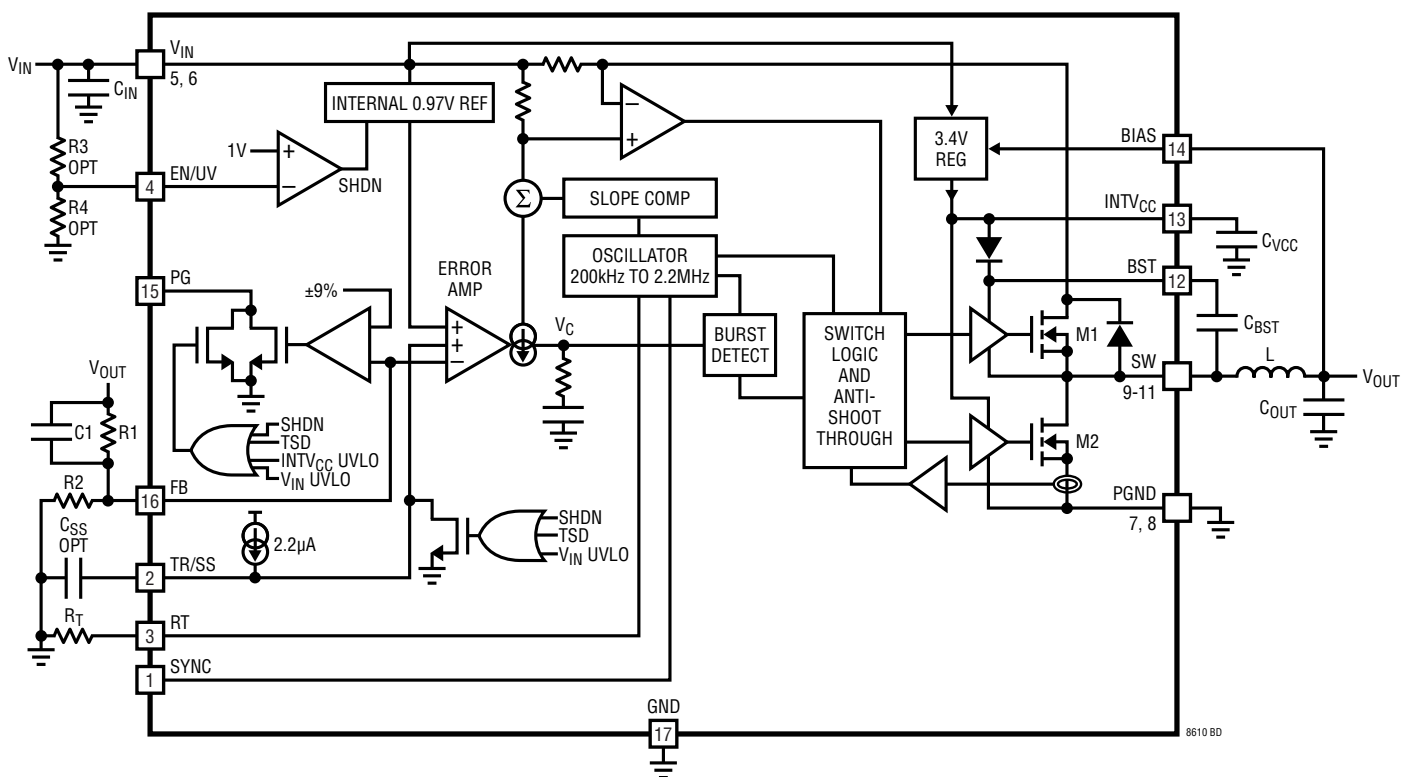 VIN
VIN
5, 6
CIN
R3
OPT
R4
OPT
4
EN/UV
1V
+
−
SHDN
INTERNAL 0.97V REF
−
+
Σ
SLOPE COMP
OSCILLATOR
200kHz TO 2.2MHz
3.4V
REG
BIAS
14
INTVCC
13
CVCC
BST
12
CBST
15
PG
±9%
ERROR
AMP
+
+
−
VC
BURST
DETECT
SWITCH
LOGIC
AND
ANTI-
SHOOT
THROUGH
M1
SW
9-11
L
VOUT
COUT
M2
PGND
7, 8
VOUT
C1
R1
SHDN
TSD
INTVCC UVLO
VIN UVLO
R2
16
FB
CSS
OPT
2.2µA
SHDN
TSD
VIN UVLO
2
TR/SS
RT
3
RT
1
SYNC
GND
17
8610 BD